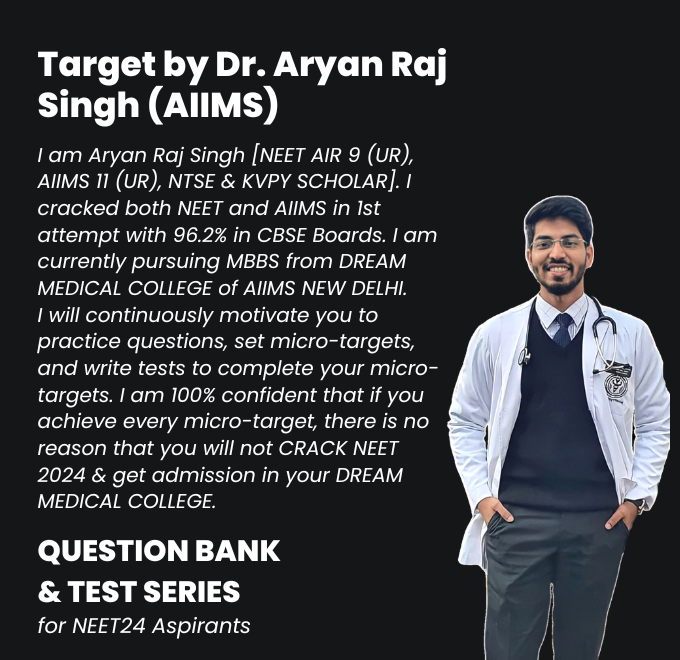 Target by Dr. Aryan Raj
Singh (AIIMS)
I am Aryan Raj Singh [NEET AIR 9 (UR),
AIIMS 11 (UR), NTSE & KVPY SCHOLAR]. I
cracked both NEET and AIIMS in 1st
attempt with 96.2% in CBSE Boards. I am
currently pursuing MBBS from DREAM
MEDICAL COLLEGE of AIIMS NEW DELHI.
I will continuously motivate you to
practice questions, set micro-targets,
and write tests to complete your micro-
targets. I am 100% confident that if you
achieve every micro-target, there is no
reason that you will not CRACK NEET
2024 & get admission in your DREAM
MEDICAL COLLEGE.
QUESTION BANK
& TEST SERIES
for NEET24 Aspirants